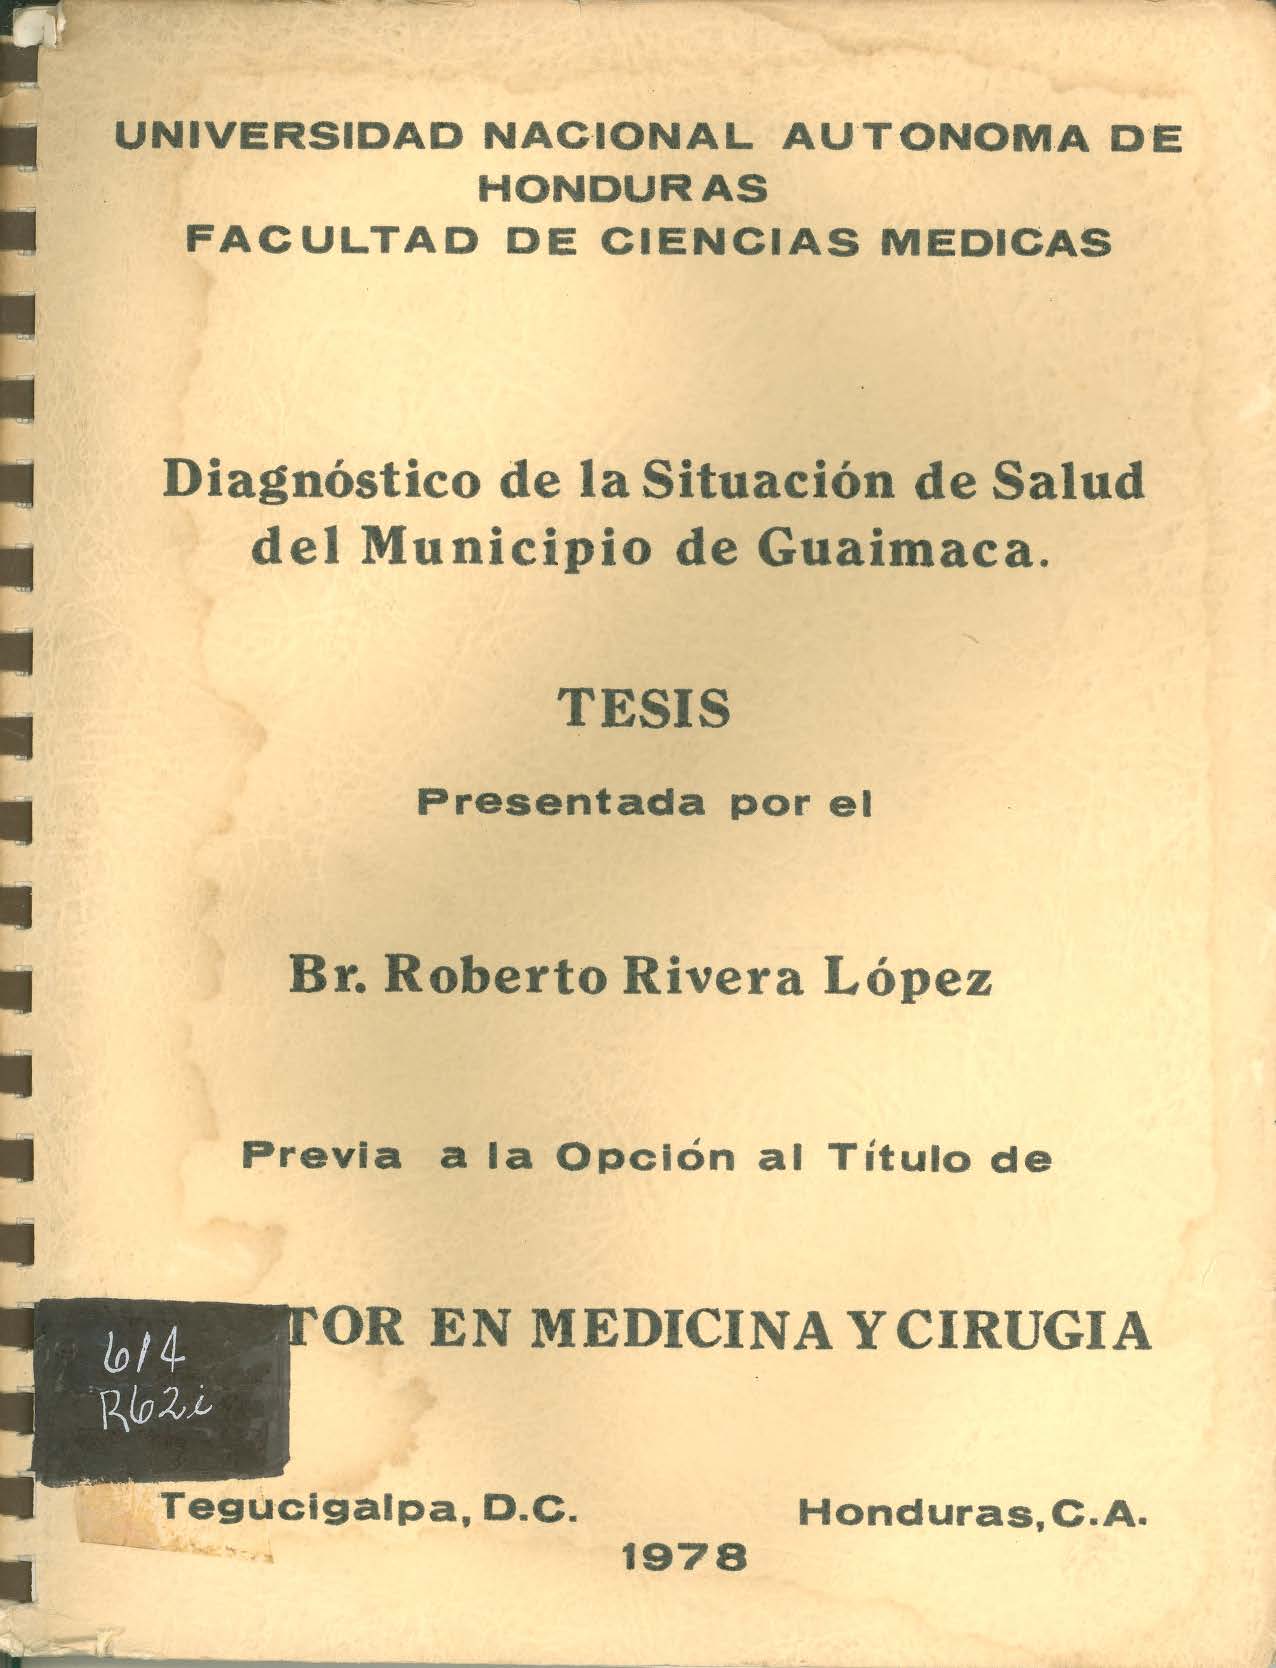 UNIVERSIDAD NACIONAL AUTONOMA DE
HONDURAS
FACULTAD DE CIENCIAS MEDICAS
Diagnóstico de la Situación de Salud
del Municipio de Guaimaca.
TESIS
Presentada por el
Br. Roberto Rivera López
Previa a la Opción al Título de
TOR EN MEDICINA Y CIRUGIA
614
R62i
Tegucigalpa, D.C. Honduras, C.A.
1978